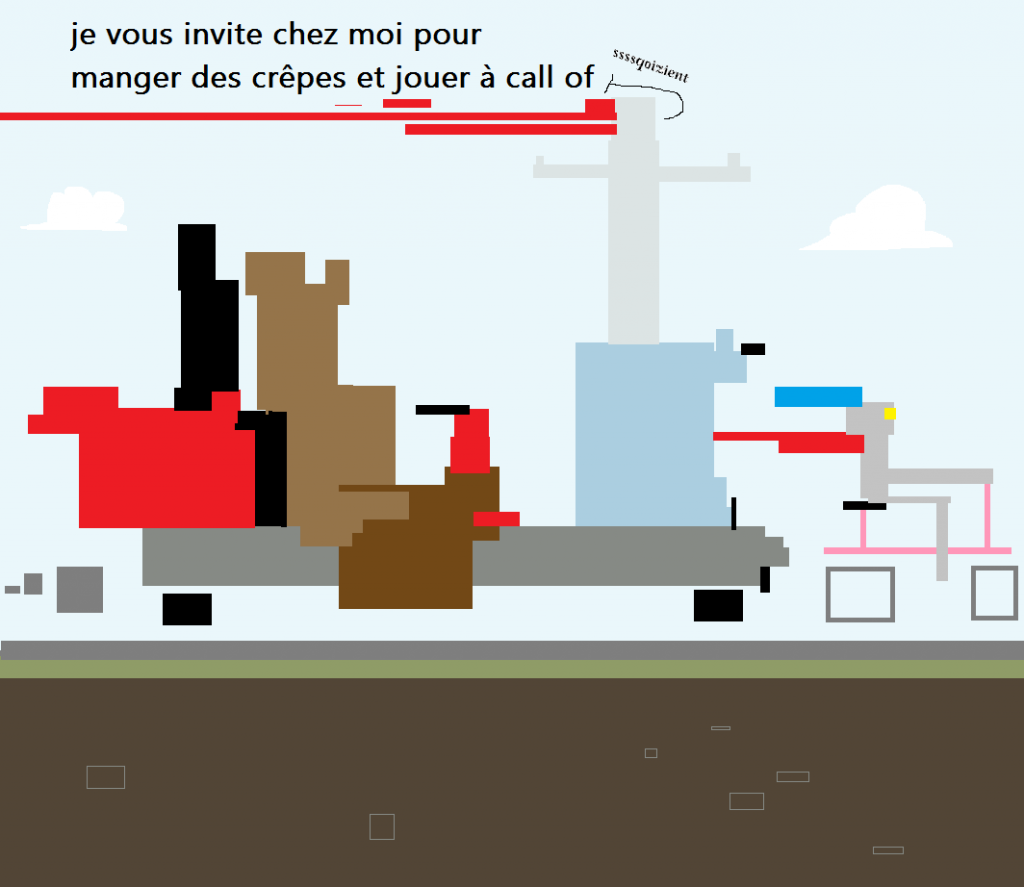 je vous invite chez moi pour
manger des crêpes et jouer à call of
ssssqoizient